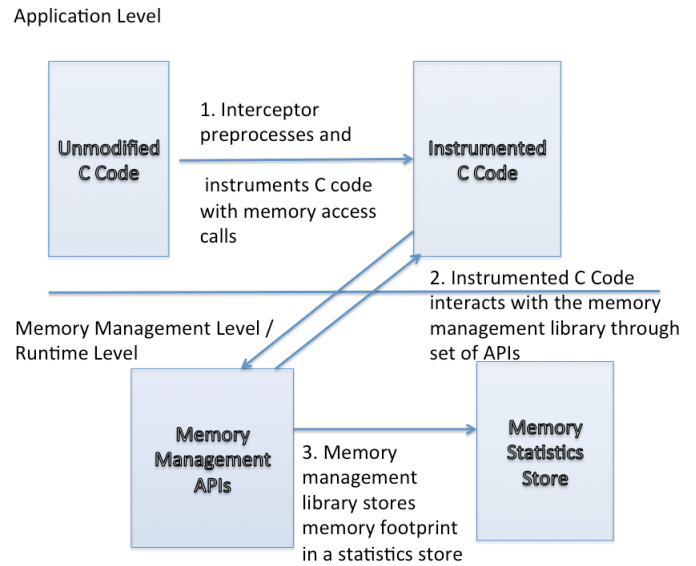 Application Level
Unmodified
C Code
1. Interceptor
preprocesses and
instruments C code
with memory access
calls
Instrumented
C Code
2. Instrumented C Code
interacts with the memory
management library through
set of APIs
Memory Management Level /
Runtime Level
Memory
Management
APIs
3. Memory
management
library stores
memory footprint
in a statistics store
Memory
Statistics
Store